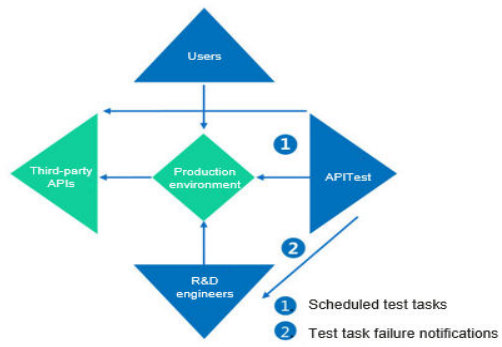 Users
1
Third-party
APIs
Production
environment
APITest
2
R&D
engineers
1 Scheduled test tasks
2 Test task failure notifications